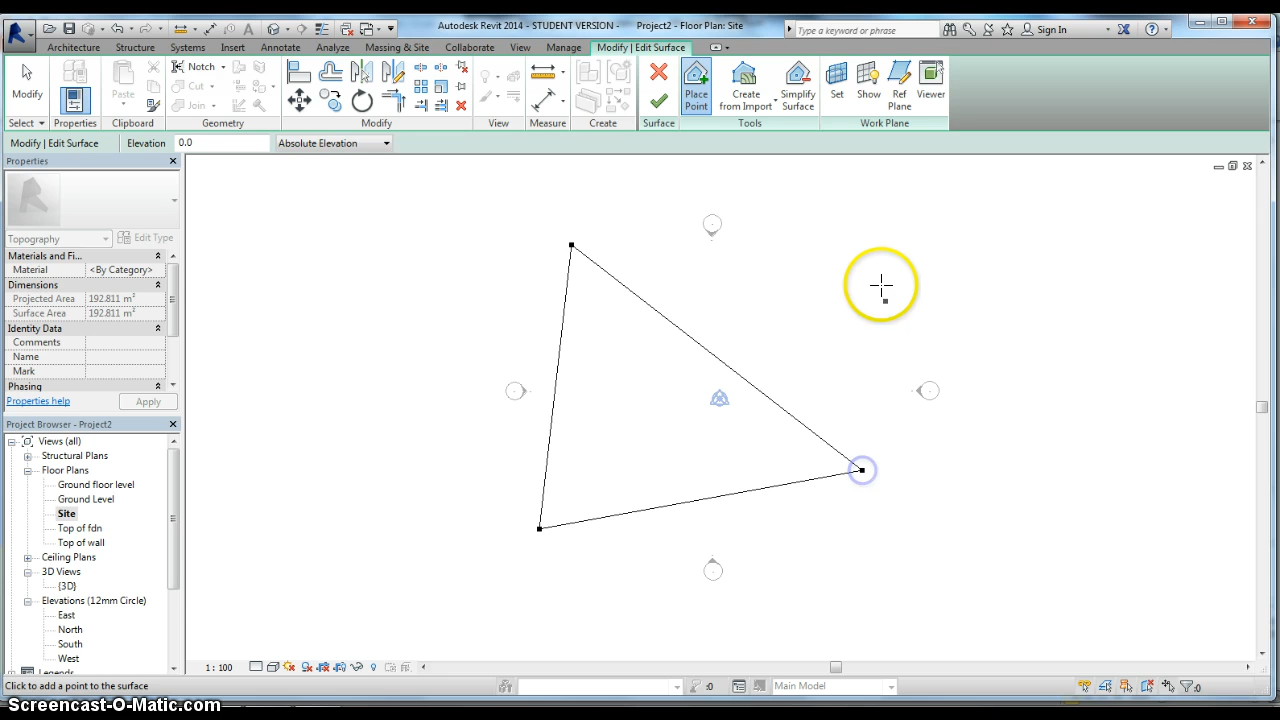 Autodesk Revit 2014 - STUDENT VERSION - Project2 - Floor Plan: Site
Type a keyword or phrase
Sign In
Architecture Structure Systems Insert Annotate Analyze Massing & Site Collaborate View Manage Modify | Edit Surface
Modify
Select
Properties
Paste
Clipboard
Notch
Cut
Join
Geometry
Modify
View
Measure
Create
Surface
Place Point
Create from Import
Simplify Surface
Tools
Set
Show
Ref Plane
Viewer
Work Plane
Modify | Edit Surface Elevation 0.0 Absolute Elevation
Properties
Topography Edit Type
Materials and Fi...
Material <By Category>
Dimensions
Projected Area 192.811 m²
Surface Area 192.811 m²
Identity Data
Comments
Name
Mark
Phasing
Properties help Apply
Project Browser - Project2
Views (all)
Structural Plans
Floor Plans
Ground floor level
Ground Level
Site
Top of fdn
Top of wall
Ceiling Plans
3D Views
{3D}
Elevations (12mm Circle)
East
North
South
West
Legends
1 : 100
Click to add a point to the surface
:0
Main Model
:0
Screencast-O-Matic.com